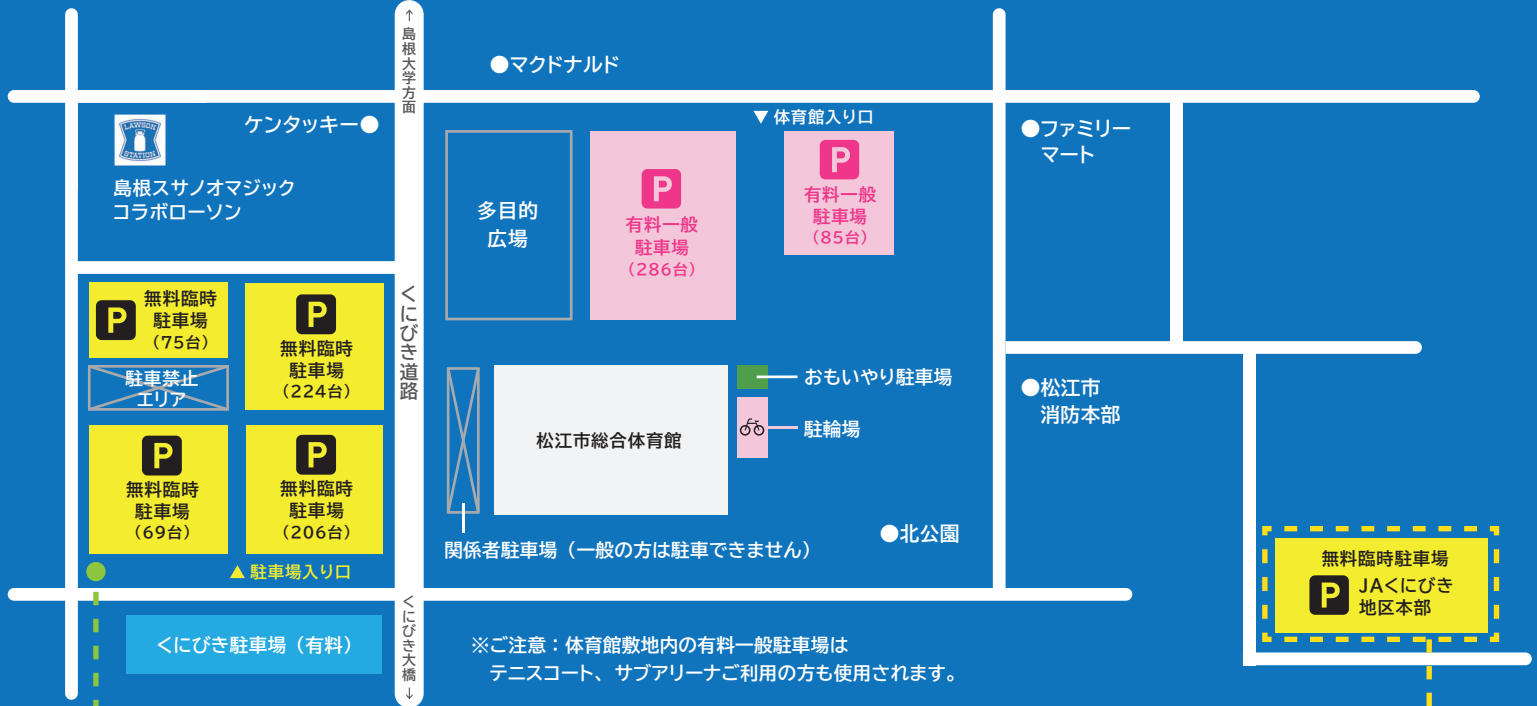 ↑島根大学方面
●マクドナルド
ケンタッキー●
LAWSON
STATION
島根スサノオマジック
コラボローソン
▼体育館入り口
●ファミリー
マート
多目的
広場
P
有料一般
駐車場
(286台)
P
有料一般
駐車場
(85台)
くにびき道路
P
無料臨時
駐車場
(75台)
P
無料臨時
駐車場
(224台)
駐車禁止
エリア
P
無料臨時
駐車場
(69台)
P
無料臨時
駐車場
(206台)
▲駐車場入り口
松江市総合体育館
おもいやり駐車場
駐輪場
●松江市
消防本部
●北公園
関係者駐車場（一般の方は駐車できません）
無料臨時駐車場
P
JAくにびき
地区本部
くにびき駐車場（有料）
くにびき大橋↓
※ご注意：体育館敷地内の有料一般駐車場は
テニスコート、サブアリーナご利用の方も使用されます。